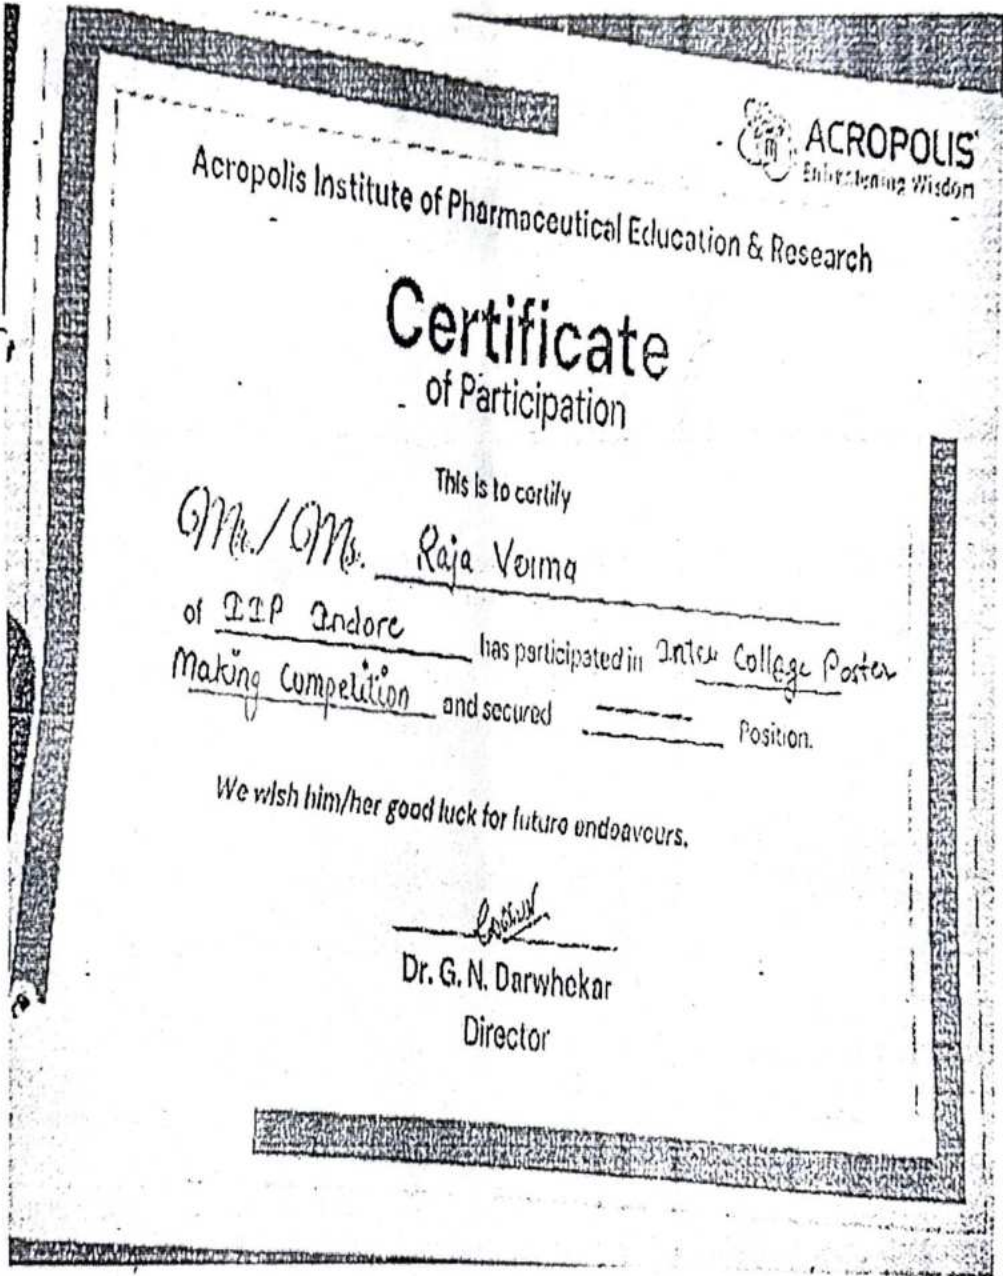 ACROPOLIS
Enlightening Wisdom
Acropolis Institute of Pharmaceutical Education & Research
Certificate
of Participation
This is to certify
Mr./Ms. Raja Verma
of IIP Indore has participated in Inter College Poster
Making Competition and secured ——— Position.
We wish him/her good luck for future endeavours.
Dr. G. N. Darwhekar
Director